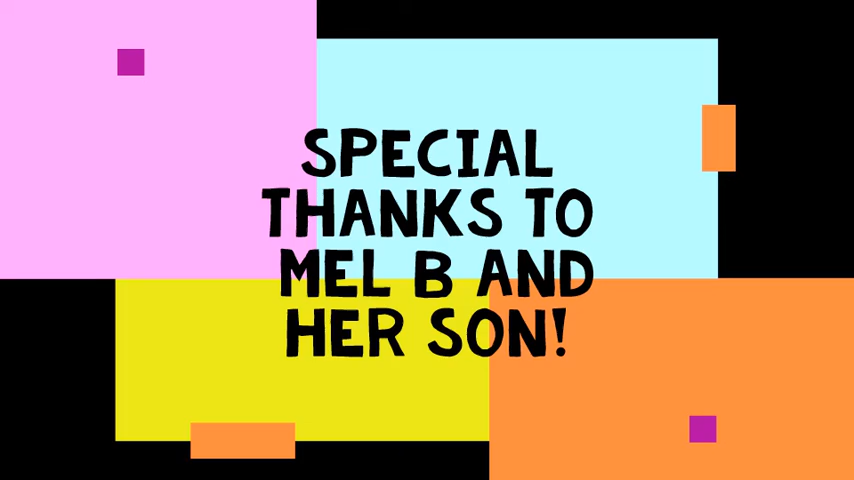 SPECIAL
THANKS TO
MEL B AND
HER SON!